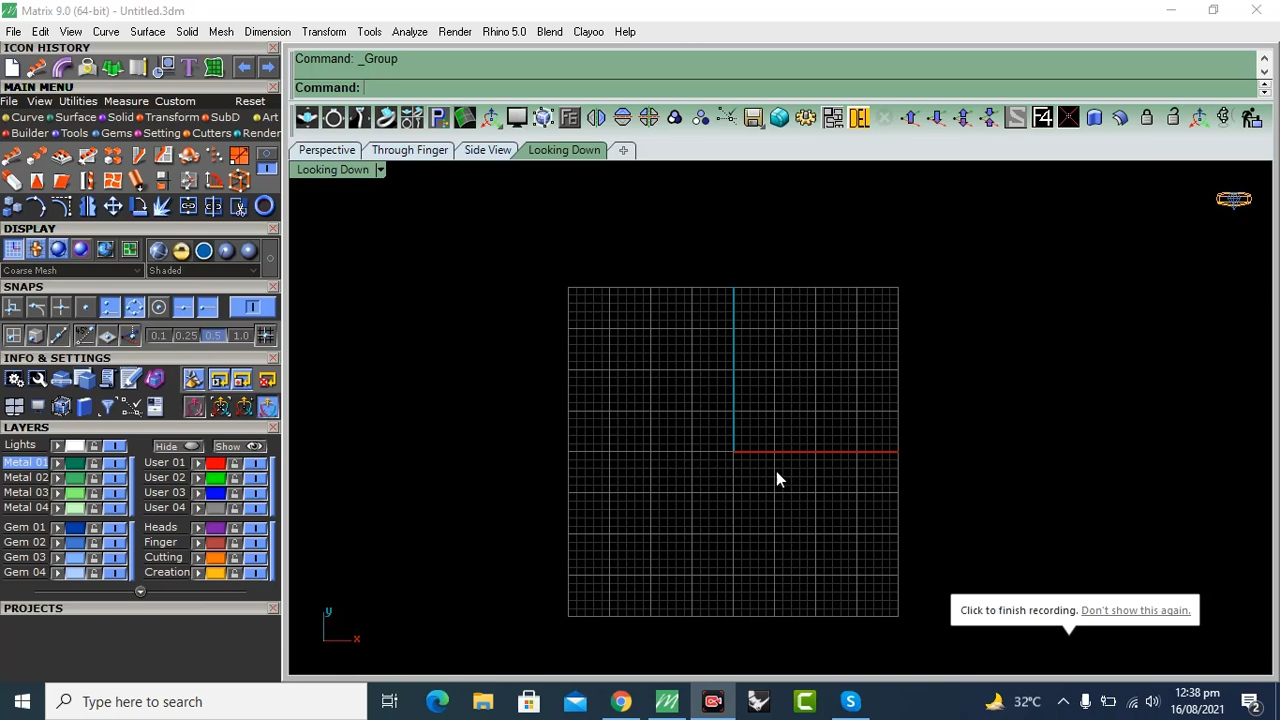 Matrix 9.0 (64-bit) - Untitled.3dm
File Edit View Curve Surface Solid Mesh Dimension Transform Tools Analyze Render Rhino 5.0 Blend Clayoo Help
ICON HISTORY
Command: _Group
Command:
MAIN MENU
File View Utilities Measure Custom Reset
Curve Surface Solid Transform SubD Art
Builder Tools Gems Setting Cutters Render
F4
Perspective Through Finger Side View Looking Down
Looking Down
DISPLAY
Coarse Mesh Shaded
SNAPS
0.1 0.25 0.5 1.0
INFO & SETTINGS
LAYERS
Lights Hide Show
Metal 01 User 01
Metal 02 User 02
Metal 03 User 03
Metal 04 User 04
Gem 01 Heads
Gem 02 Finger
Gem 03 Cutting
Gem 04 Creation
PROJECTS
y
x
Click to finish recording. Don't show this again.
Type here to search
32°C
12:38 pm
16/08/2021
2